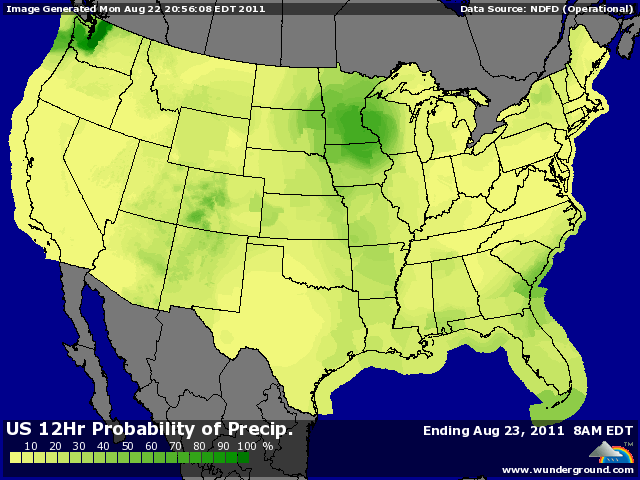 Image Generated Mon Aug 22 20:56:08 EDT 2011 Data Source: NDFD (Operational)
US 12Hr Probability of Precip. Ending Aug 23, 2011 8AM EDT
10 20 30 40 50 60 70 80 90 100 %
TM
www.wunderground.com